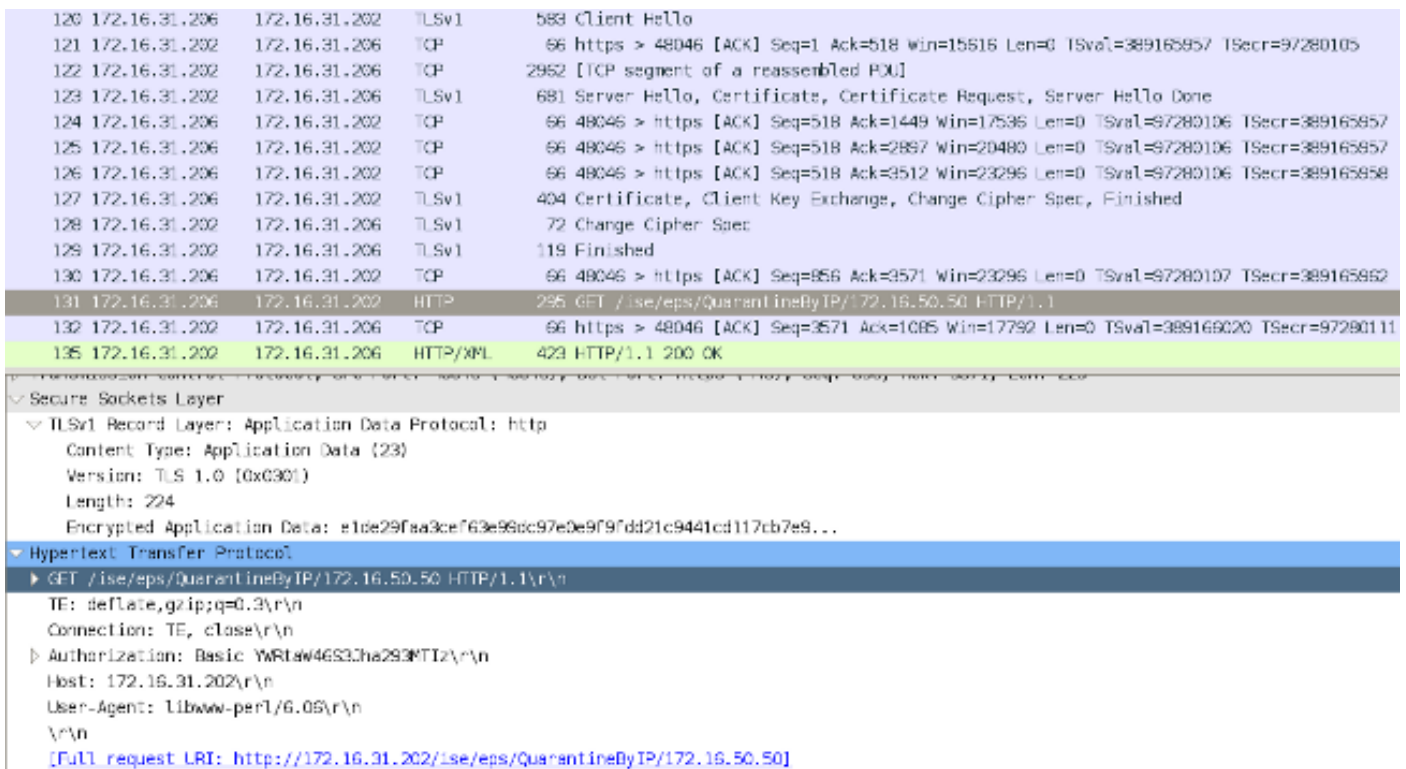 120 172.16.31.206 172.16.31.202 TLSv1 583 Client Hello
121 172.16.31.202 172.16.31.206 TCP 66 https > 48046 [ACK] Seq=1 Ack=518 Win=15616 Len=0 TSval=389165957 TSecr=97280105
122 172.16.31.202 172.16.31.206 TCP 2962 [TCP segment of a reassembled PDU]
123 172.16.31.202 172.16.31.206 TLSv1 681 Server Hello, Certificate, Certificate Request, Server Hello Done
124 172.16.31.206 172.16.31.202 TCP 66 48046 > https [ACK] Seq=518 Ack=1449 Win=17536 Len=0 TSval=97280106 TSecr=389165957
125 172.16.31.206 172.16.31.202 TCP 66 48046 > https [ACK] Seq=518 Ack=2897 Win=20480 Len=0 TSval=97280106 TSecr=389165957
126 172.16.31.206 172.16.31.202 TCP 66 48046 > https [ACK] Seq=518 Ack=3512 Win=23296 Len=0 TSval=97280106 TSecr=389165958
127 172.16.31.206 172.16.31.202 TLSv1 404 Certificate, Client Key Exchange, Change Cipher Spec, Finished
128 172.16.31.202 172.16.31.206 TLSv1 72 Change Cipher Spec
129 172.16.31.202 172.16.31.206 TLSv1 119 Finished
130 172.16.31.206 172.16.31.202 TCP 66 48046 > https [ACK] Seq=856 Ack=3571 Win=23296 Len=0 TSval=97280107 TSecr=389165962
131 172.16.31.206 172.16.31.202 HTTP 295 GET /ise/eps/QuarantineByIP/172.16.50.50 HTTP/1.1
132 172.16.31.202 172.16.31.206 TCP 66 https > 48046 [ACK] Seq=3571 Ack=1085 Win=17792 Len=0 TSval=389166020 TSecr=97280111
135 172.16.31.202 172.16.31.206 HTTP/XML 423 HTTP/1.1 200 OK
Secure Sockets Layer
TLSv1 Record Layer: Application Data Protocol: http
Content Type: Application Data (23)
Version: TLS 1.0 (0x0301)
Length: 224
Encrypted Application Data: e1de29faa3cef63e99dc97e0e9f9fdd21c9441cd117cb7e9...
Hypertext Transfer Protocol
GET /ise/eps/QuarantineByIP/172.16.50.50 HTTP/1.1\r\n
TE: deflate,gzip;q=0.3\r\n
Connection: TE, close\r\n
Authorization: Basic YWRtaW46S3Jha293MTIz\r\n
Host: 172.16.31.202\r\n
User-Agent: libwww-perl/6.05\r\n
\r\n
[Full request URI: http://172.16.31.202/ise/eps/QuarantineByIP/172.16.50.50]